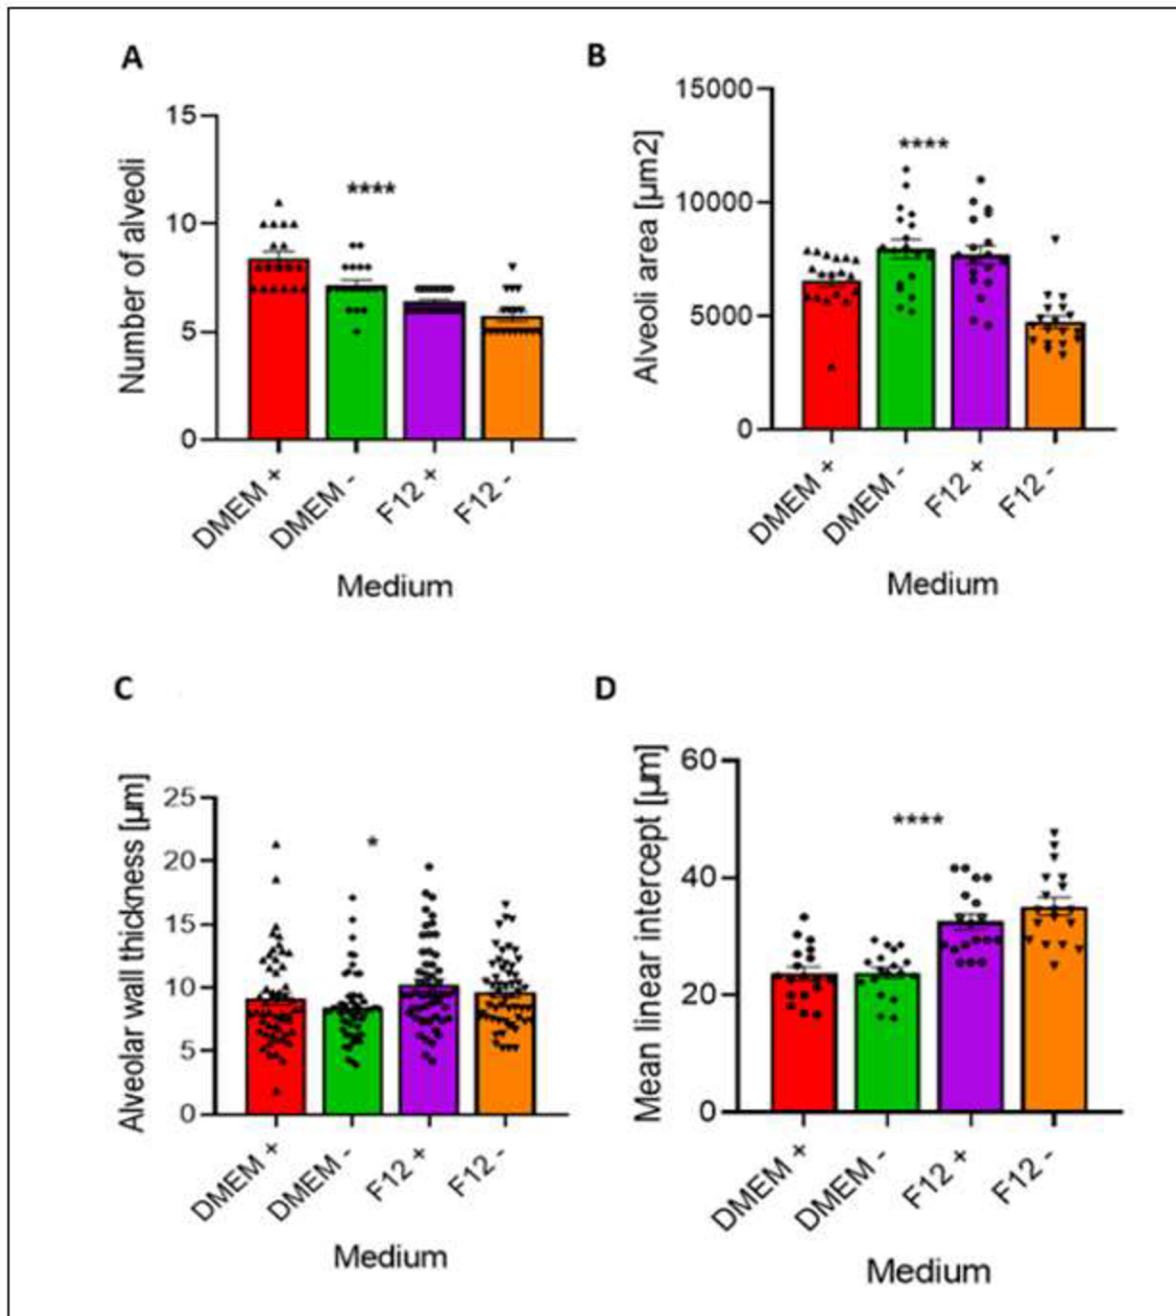 A
15
10
5
0
Number of alveoli
****
DMEM +
DMEM -
F12 +
F12 -
Medium
B
15000
10000
5000
0
Alveoli area [µm2]
****
DMEM +
DMEM -
F12 +
F12 -
Medium
C
25
20
15
10
5
0
Alveolar wall thickness [µm]
*
DMEM +
DMEM -
F12 +
F12 -
Medium
D
60
40
20
0
Mean linear intercept [µm]
****
DMEM +
DMEM -
F12 +
F12 -
Medium